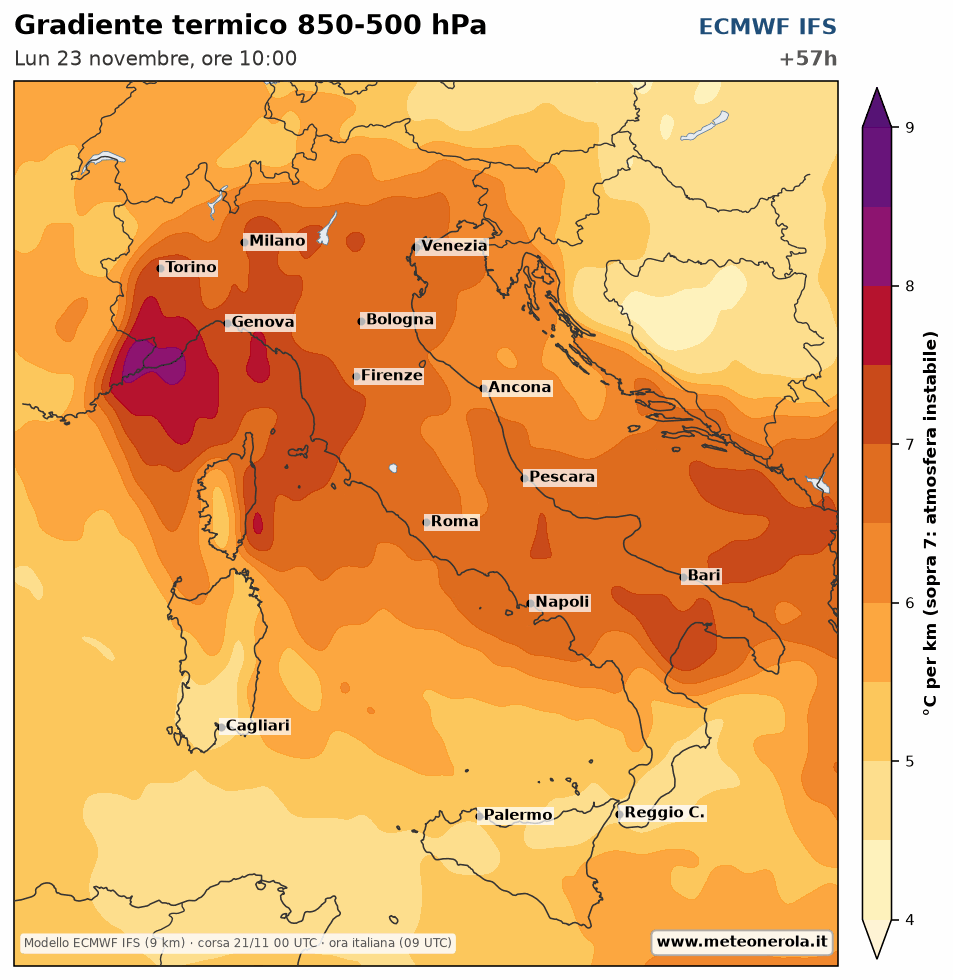 Gradiente termico 850-500 hPa
ECMWF IFS
Lun 23 novembre, ore 10:00
+57h
Milano
Venezia
Torino
Genova
Bologna
Firenze
Ancona
Pescara
Roma
Bari
Napoli
Cagliari
Palermo
Reggio C.
9
8
7
6
5
4
°C per km (sopra 7: atmosfera instabile)
Modello ECMWF IFS (9 km) · corsa 21/11 00 UTC · ora italiana (09 UTC)
www.meteonerola.it